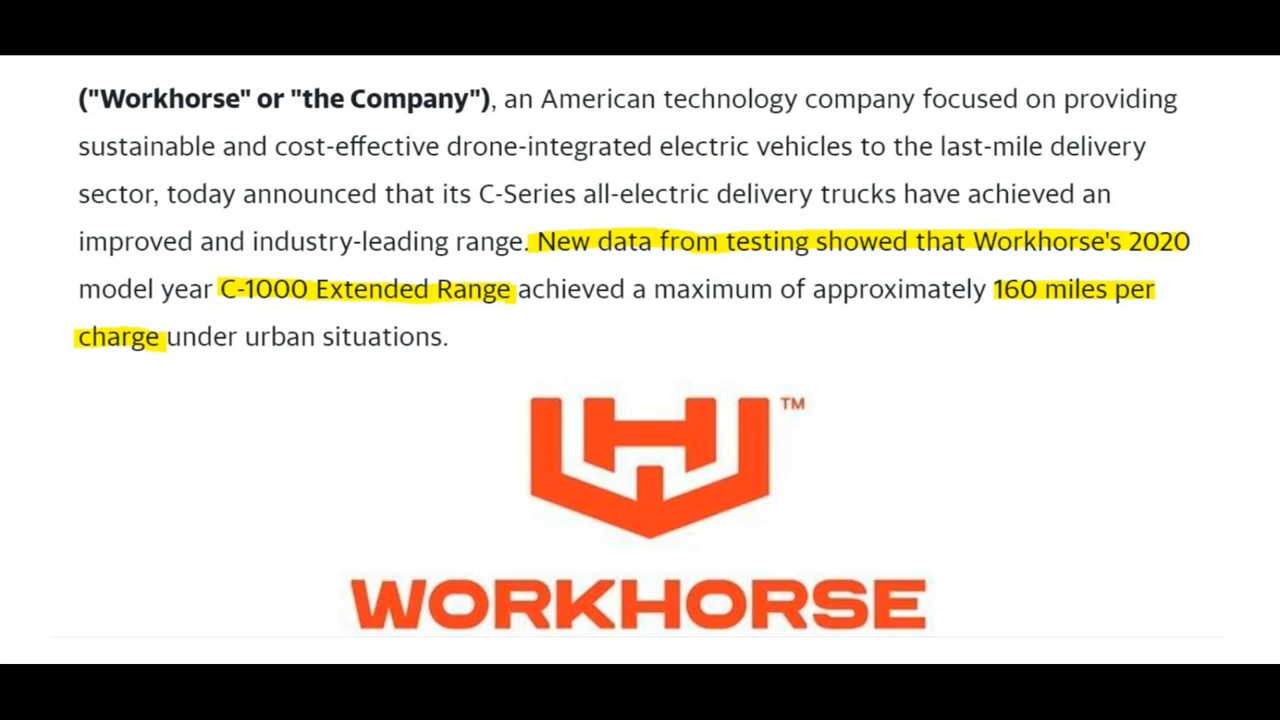 ("Workhorse" or "the Company"), an American technology company focused on providing
sustainable and cost-effective drone-integrated electric vehicles to the last-mile delivery
sector, today announced that its C-Series all-electric delivery trucks have achieved an
improved and industry-leading range. New data from testing showed that Workhorse's 2020
model year C-1000 Extended Range achieved a maximum of approximately 160 miles per
charge under urban situations.
TM
WORKHORSE